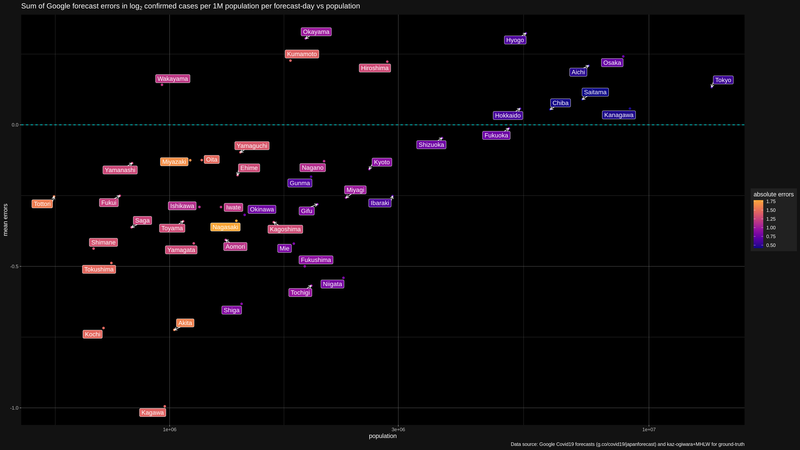 Sum of Google forecast errors in log₂ confirmed cases per 1M population per forecast-day vs population
Okayama
Hyogo
Kumamoto
Osaka
Hiroshima
Aichi
Wakayama
Tokyo
Saitama
Chiba
Hokkaido
Kanagawa
0.0
Fukuoka
Shizuoka
Yamaguchi
Miyazaki
Oita
Kyoto
Yamanashi
Ehime
Nagano
Gunma
Miyagi
Tottori
Fukui
Ibaraki
Ishikawa
Iwate
Okinawa
Gifu
Saga
Toyama
Nagasaki
Kagoshima
Shimane
Yamagata
Aomori
Mie
Fukushima
-0.5
Tokushima
Niigata
Tochigi
Shiga
Akita
Kochi
-1.0
Kagawa
mean errors
absolute errors
1.75
1.50
1.25
1.00
0.75
0.50
1e+06
3e+06
1e+07
population
Data source: Google Covid19 forecasts (g.co/covid19/japanforecast) and kaz-ogiwara+MHLW for ground-truth